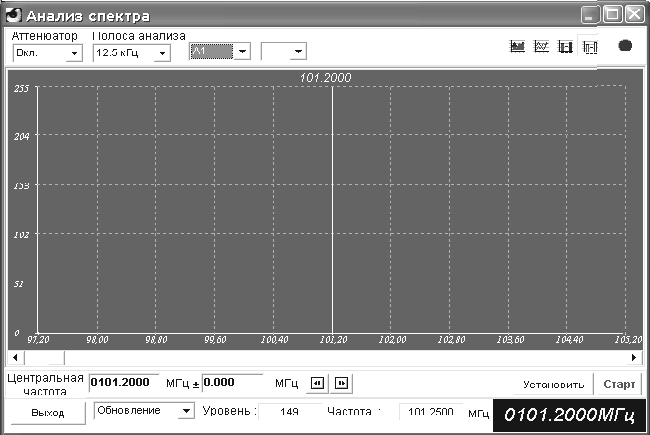 Анализ спектра
Аттенюатор Полоса анализа
Вкл. 12.5 кГц A1
101.2000
255
204
153
102
51
0
97,20 98,00 98,80 99,60 100,40 101,20 102,00 102,80 103,60 104,40 105,20
Центральная частота 0101.2000 МГц ± 0.000 МГц Установить Старт
Выход Обновление Уровень : 149 Частота : 101.2500 МГц 0101.2000МГц